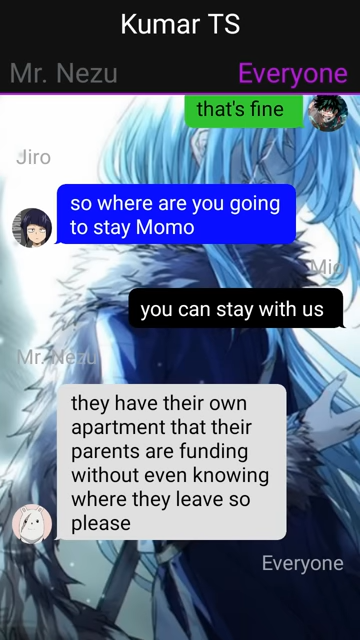 Kumar TS
Mr. Nezu
Everyone
that's fine
Jiro
so where are you going
to stay Momo
Mic
you can stay with us
Mr. Nezu
they have their own
apartment that their
parents are funding
without even knowing
where they leave so
please
Everyone